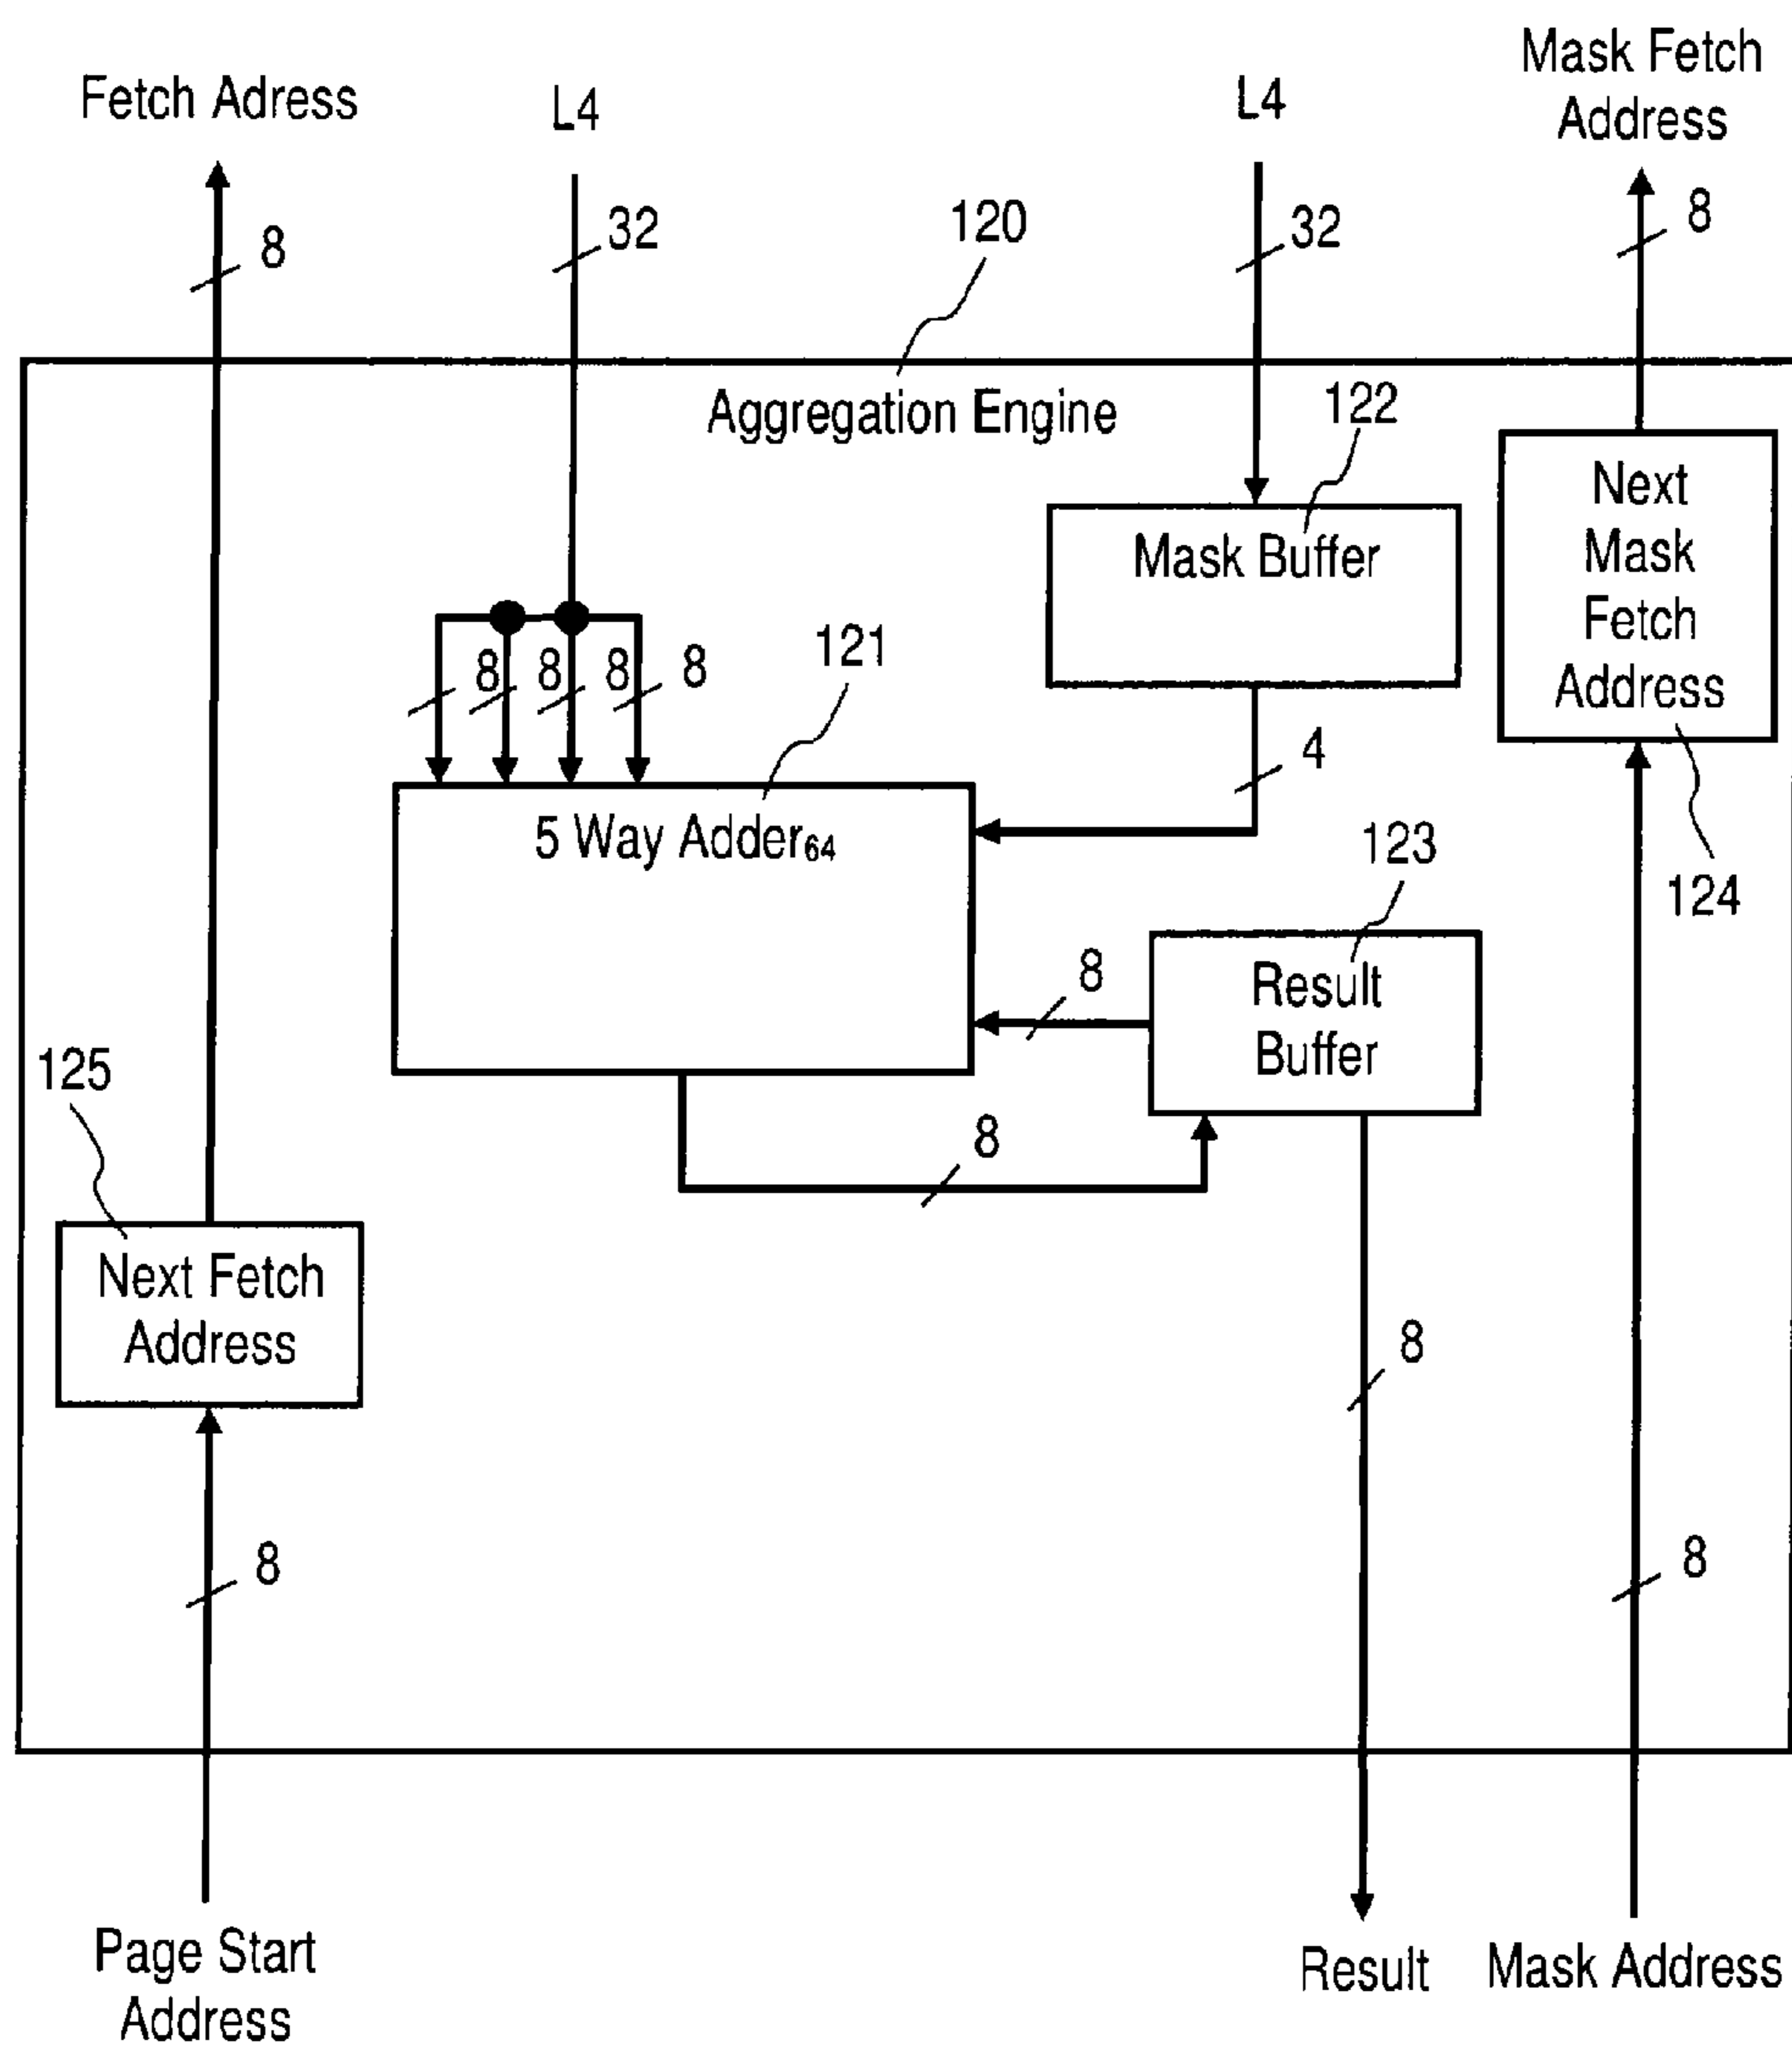 Mask Fetch
Address
Fetch Adress
L4
L4
8
32
32
8
120
Aggregation Engine
122
Mask Buffer
Next
Mask
Fetch
Address
8
8
8
8
121
4
5 Way Adder64
123
124
8
Result
Buffer
125
8
Next Fetch
Address
8
8
8
Page Start
Address
Result
Mask Address